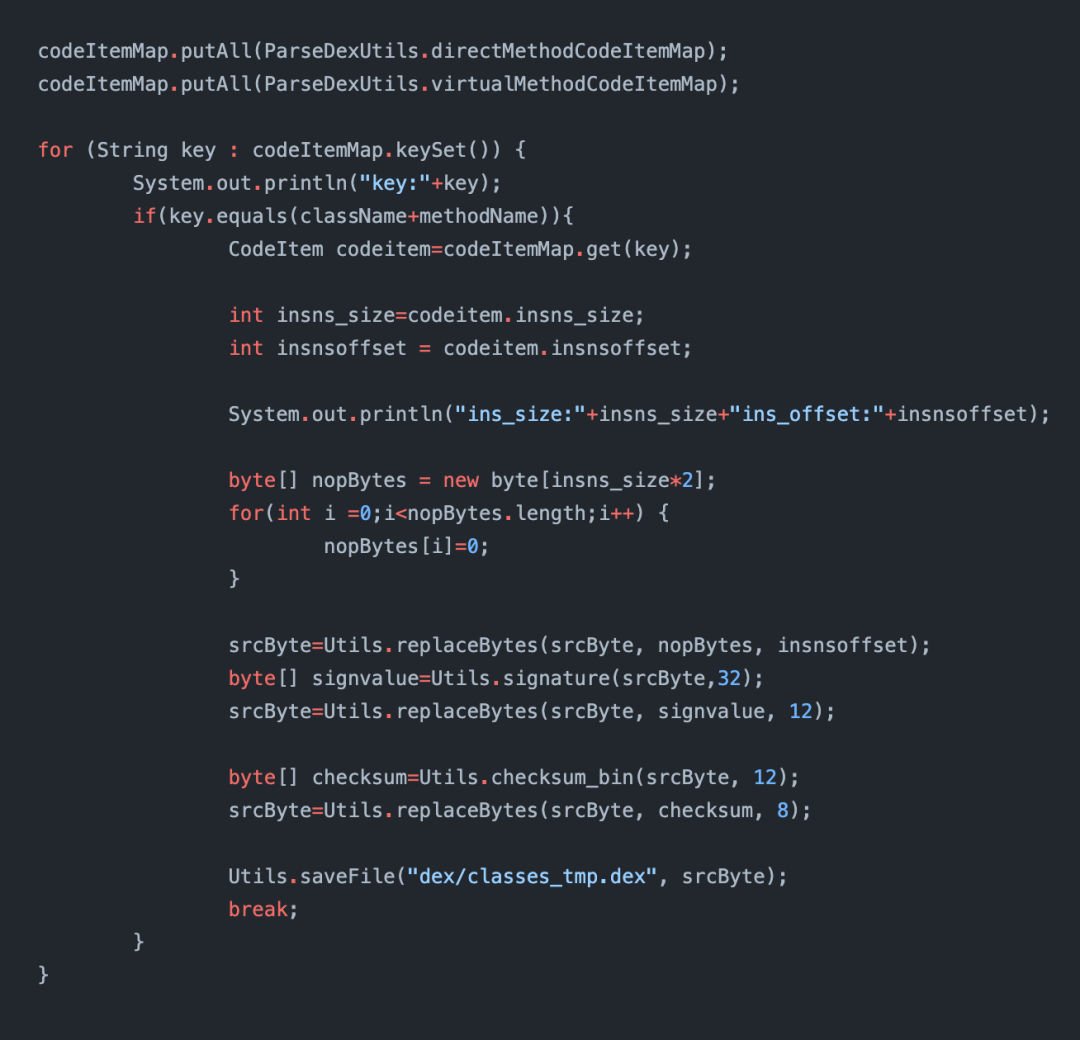 codeItemMap.putAll(ParseDexUtils.directMethodCodeItemMap);
codeItemMap.putAll(ParseDexUtils.virtualMethodCodeItemMap);

for (String key : codeItemMap.keySet()) {
        System.out.println("key:"+key);
        if(key.equals(className+methodName)){
                CodeItem codeitem=codeItemMap.get(key);

                int insns_size=codeitem.insns_size;
                int insnsoffset = codeitem.insnsoffset;

                System.out.println("ins_size:"+insns_size+"ins_offset:"+insnsoffset);

                byte[] nopBytes = new byte[insns_size*2];
                for(int i =0;i<nopBytes.length;i++) {
                        nopBytes[i]=0;
                }

                srcByte=Utils.replaceBytes(srcByte, nopBytes, insnsoffset);
                byte[] signvalue=Utils.signature(srcByte,32);
                srcByte=Utils.replaceBytes(srcByte, signvalue, 12);

                byte[] checksum=Utils.checksum_bin(srcByte, 12);
                srcByte=Utils.replaceBytes(srcByte, checksum, 8);

                Utils.saveFile("dex/classes_tmp.dex", srcByte);
                break;
        }
}